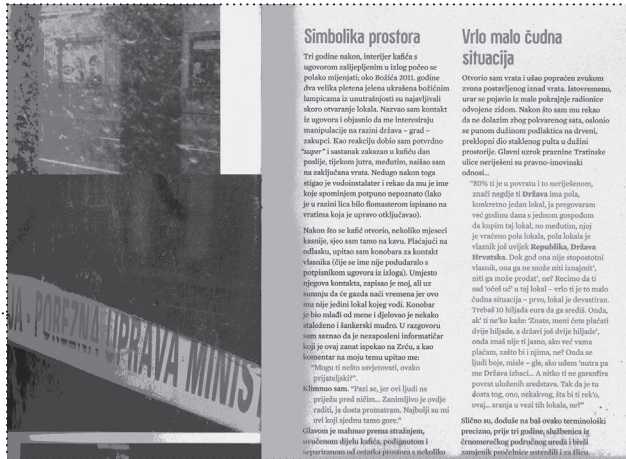 JA · POREZNA UPRAVA MINIS
Simbolika prostora
Tri godine nakon, interijer kafića s
ugovorom zalijepljenim u izlog počeo se
polako mijenjati; oko Božića 2011. godine
dva velika pletena jelena ukrašena božićnim
lampicama iz unutrašnjosti su najavljivali
skoro otvaranje lokala. Nazvao sam kontakt
iz ugovora i objasnio da me interesiraju
manipulacije na razini država – grad –
zakupci. Kao reakciju dobio sam potvrdno
“super” i sastanak zakazan u kafiću dan
poslije, tijekom jutra, međutim, naišao sam
na zaključana vrata. Nedugo nakon toga
stigao je vodoinstalater i rekao da mu je ime
koje spominjem potpuno nepoznato (iako
je u razini lica bilo flomasterom ispisano na
vratima koja je upravo otključavao).
Nakon što se kafić otvorio, nekoliko mjeseci
kasnije, sjeo sam tamo na kavu. Plaćajući na
odlasku, upitao sam konobara za kontakt
vlasnika (čije se ime nije podudaralo s
potpisnikom ugovora iz izloga). Umjesto
njegova kontakta, zapisao je moj, ali uz
sumnju da će gazda naći vremena jer ovo
mu nije jedini lokal kojeg vodi. Konobar
je bio mlađi od mene i djelovao je nekako
staloženo i šankerski mudro. U razgovoru
sam saznao da je nezaposleni informatičar
koji je ovaj zanat ispekao na Zrću, a kao
komentar na moju temu upitao me:
“Mogu ti nešto savjetovati, ovako
prijateljski?”.
Klimnuo sam. “Pazi se, jer ovi ljudi ne
prižežu pred ničim... Zanimljivo je ovdje
raditi, ja dosta promatram. Najbolji su mi
ovi koji sjednu tamo gore.”
Glavom je mahnuo prema stražnjem,
uvučenom dijelu kafića, podignutom i
separiranom od ostatka prostora s nekoliko
Vrlo malo čudna
situacija
Otvorio sam vrata i ušao popraćen zvukom
zvona postavljenog iznad vrata. Istovremeno,
urar se pojavio iz male pokrajnje radionice
odvojene zidom. Nakon što sam mu rekao
da ne dolazim zbog pokvarenog sata, oslonio
se punom dužinom podlaktica na drveni,
preklopni dio staklenog pulta u dužini
prostorije. Glavni uzrok praznine Tratinske
ulice neriješeni su pravno-imovinski
odnosi...
“80% ti je u povratu i to neriješenom,
znači negdje ti Država ima pola,
konkretno jedan lokal, ja pregovaram
već godinu dana s jednom gospođom
da kupim taj lokal, no međutim, njoj
je vraćeno pola lokala, pola lokala je
vlasnik još uvijek Republika, Država
Hrvatska. Dok god ona nije stopostotni
vlasnik, ona ga ne može niti iznajmit’,
niti ga može prodat’, ne? Recimo da ti
sad ‘očeš uć’ u taj lokal – vrlo ti je to malo
čudna situacija – prvo, lokal je devastiran.
Trebaš 10 hiljada eura da ga središ. Onda,
ak’ ti ne’ko kaže: ‘Znate, meni ćete plaćati
dvije hiljade, a državi još dvije hiljade’,
onda znaš nije ti jasno, ako već vama
plaćam, zašto bi i njima, ne? Onda se
ljudi boje, misle – gle, ako uđem ’nutra pa
me Država izbaci... A nitko ti ne garantira
povrat uloženih sredstava. Tak da je tu
dosta tog, ono, nekakvog, šta bi ti rek’o,
ovaj... sranja u vezi tih lokala, ne?”
Slično su, doduše na baš ovako terminološki
precizno, prije tri godine, službenica iz
črnomerečkog područnog ureda i bivši
zamjenik pročelnice ustvrdili i za Ilicu.